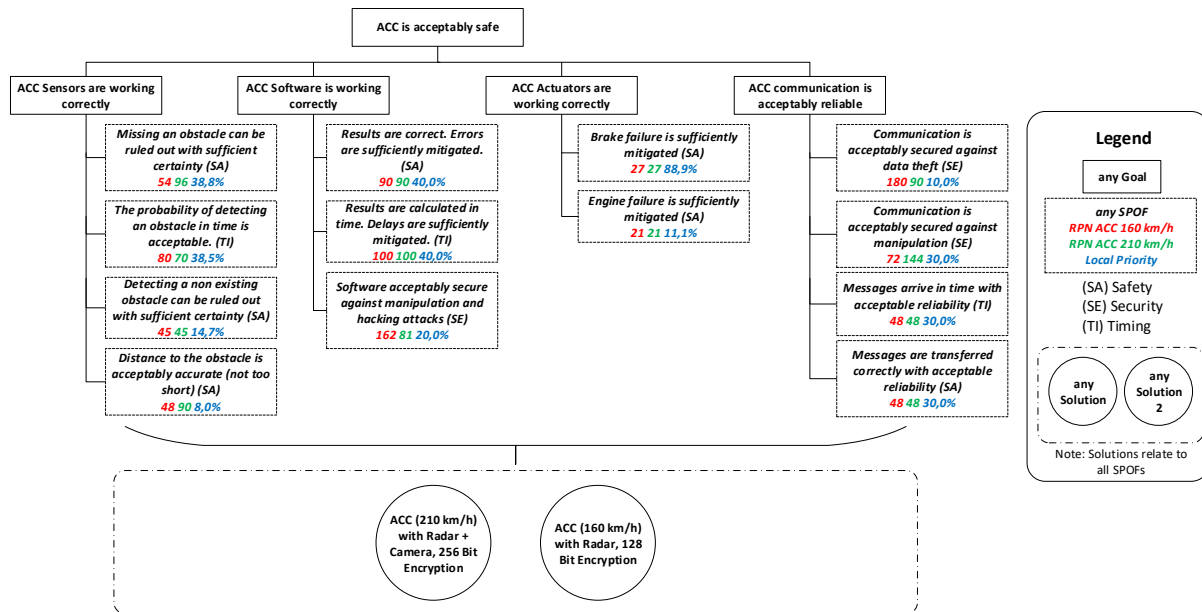 ACC is acceptably safe
ACC Sensors are working
correctly
ACC Software is working
correctly
ACC Actuators are
working correctly
ACC communication is
acceptably reliable
Missing an obstacle can be
ruled out with sufficient
certainty (SA)
54 96 38,8%
The probability of detecting
an obstacle in time is
acceptable. (TI)
80 70 38,5%
Detecting a non existing
obstacle can be ruled out
with sufficient certainty (SA)
45 45 14,7%
Distance to the obstacle is
acceptably accurate (not too
short) (SA)
48 90 8,0%
Results are correct. Errors
are sufficiently mitigated.
(SA)
90 90 40,0%
Results are calculated in
time. Delays are sufficiently
mitigated. (TI)
100 100 40,0%
Software acceptably secure
against manipulation and
hacking attacks (SE)
162 81 20,0%
Brake failure is sufficiently
mitigated (SA)
27 27 88,9%
Engine failure is sufficiently
mitigated (SA)
21 21 11,1%
Communication is
acceptably secured against
data theft (SE)
180 90 10,0%
Communication is
acceptably secured against
manipulation (SE)
72 144 30,0%
Messages arrive in time with
acceptable reliability (TI)
48 48 30,0%
Messages are transferred
correctly with acceptable
reliability (SA)
48 48 30,0%
ACC (210 km/h)
with Radar +
Camera, 256 Bit
Encryption
ACC (160 km/h)
with Radar, 128
Bit Encryption
Legend
any Goal
any SPOF
RPN ACC 160 km/h
RPN ACC 210 km/h
Local Priority
(SA) Safety
(SE) Security
(TI) Timing
any
Solution
any
Solution
2
Note: Solutions relate to
all SPOFs